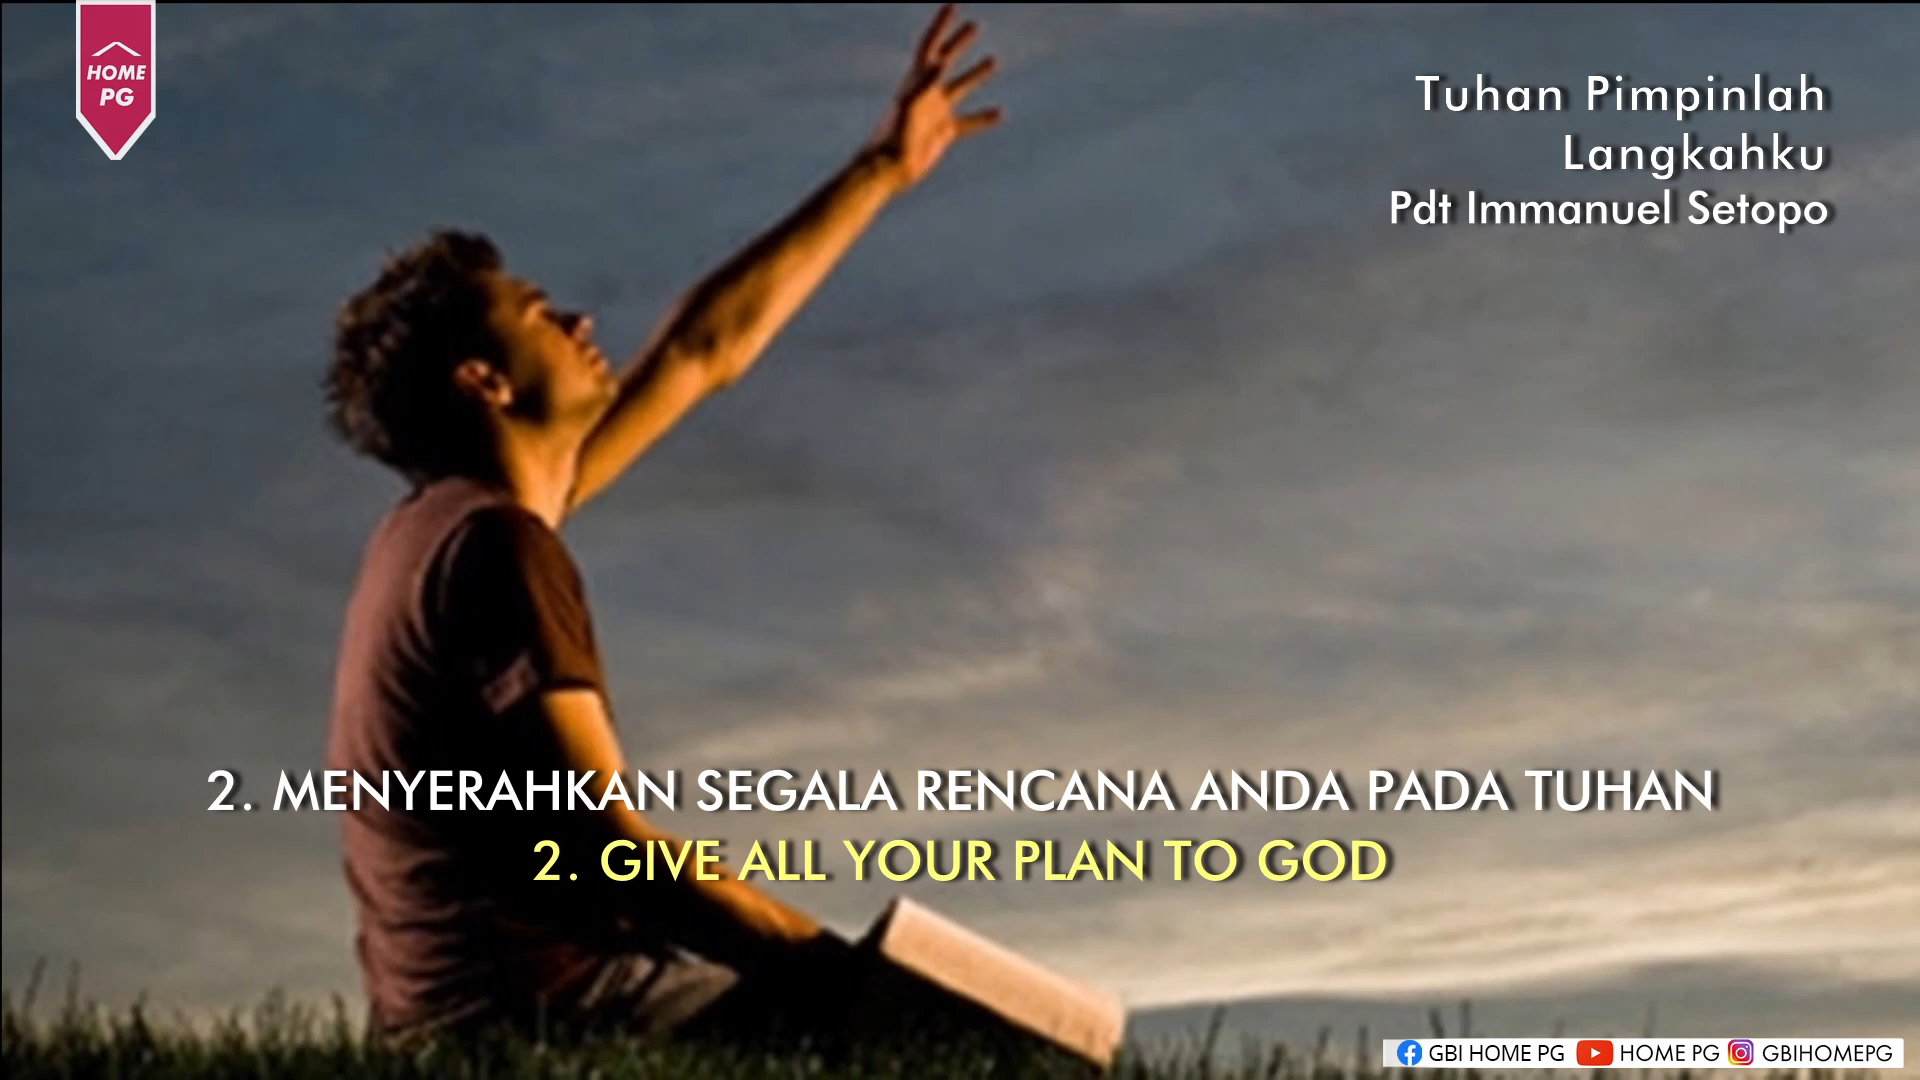 HOME
PG
Tuhan Pimpinlah
Langkahku
Pdt Immanuel Setopo
2. MENYERAHKAN SEGALA RENCANA ANDA PADA TUHAN
2. GIVE ALL YOUR PLAN TO GOD
GBI HOME PG HOME PG GBIHOMEPG